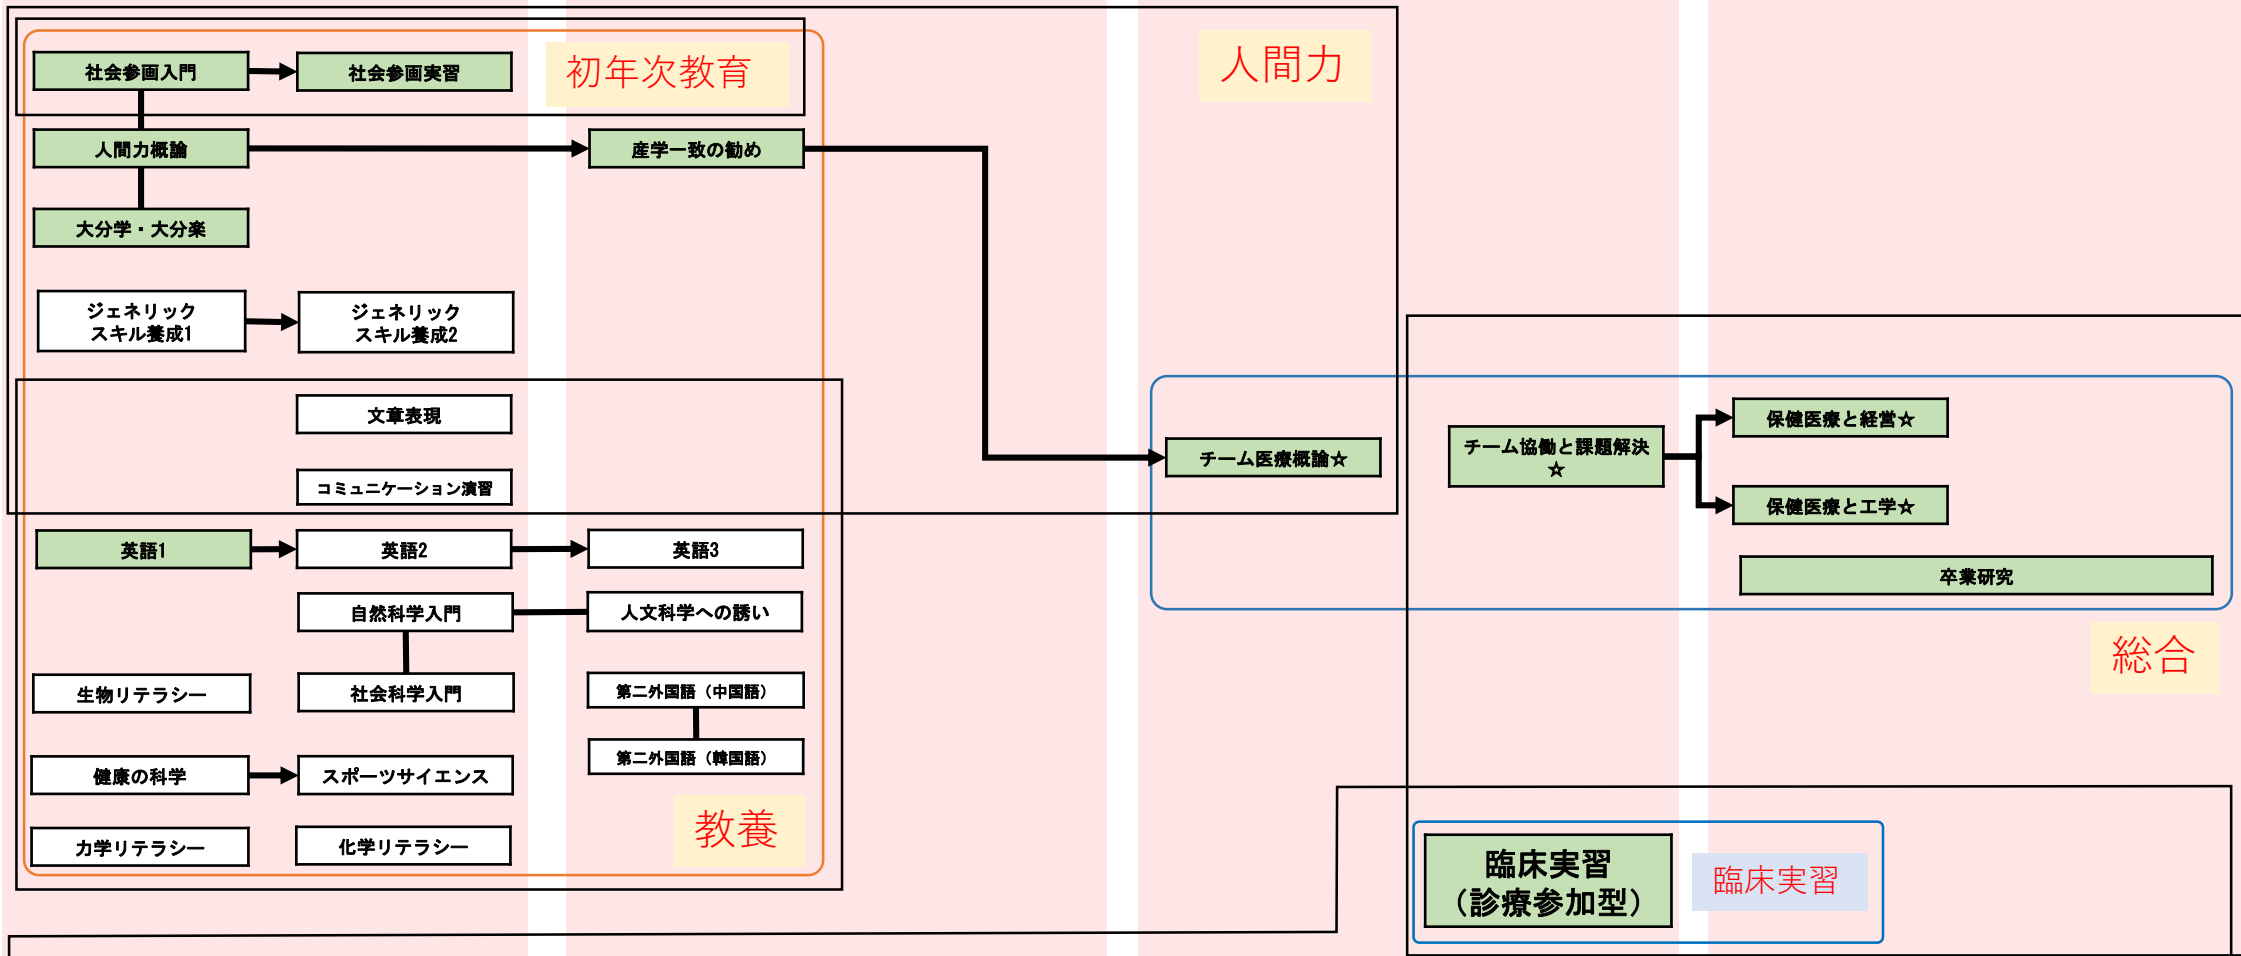 社会参画入門
社会参画実習
初年次教育
人間力
人間力概論
産学一致の勧め
大分学・大分楽
ジェネリック
スキル養成1
ジェネリック
スキル養成2
文章表現
コミュニケーション演習
チーム医療概論☆
チーム協働と課題解決
☆
保健医療と経営☆
保健医療と工学☆
卒業研究
英語1
英語2
英語3
自然科学入門
人文科学への誘い
総合
生物リテラシー
社会科学入門
第二外国語（中国語）
第二外国語（韓国語）
健康の科学
スポーツサイエンス
教養
力学リテラシー
化学リテラシー
臨床実習
（診療参加型）
臨床実習